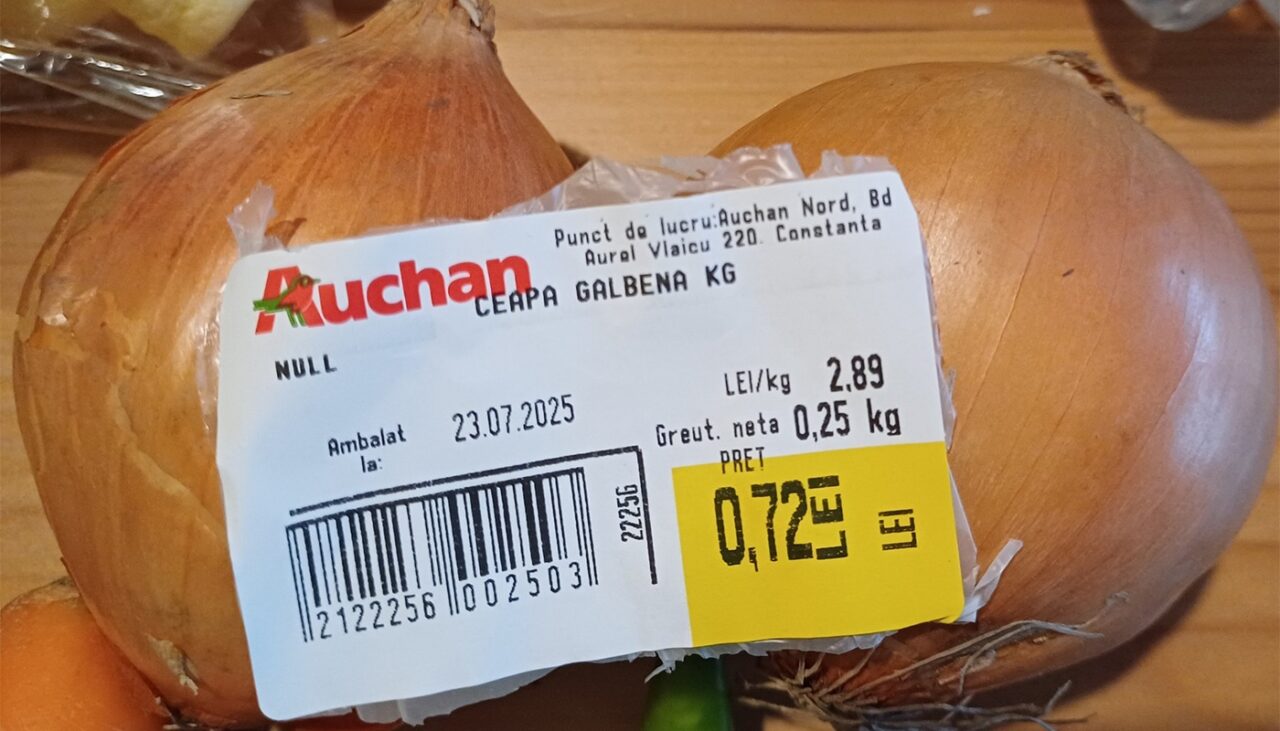 Punct de lucru:Auchan Nord, Bd
Aurel Vlaicu 220. Constanta
Auchan
CEAPA GALBENA KG
NULL
LEI/kg 2,89
Ambalat la: 23.07.2025
Greut. neta 0,25 kg
PRET
0,72 LEI LEI
22256
2122256 002503